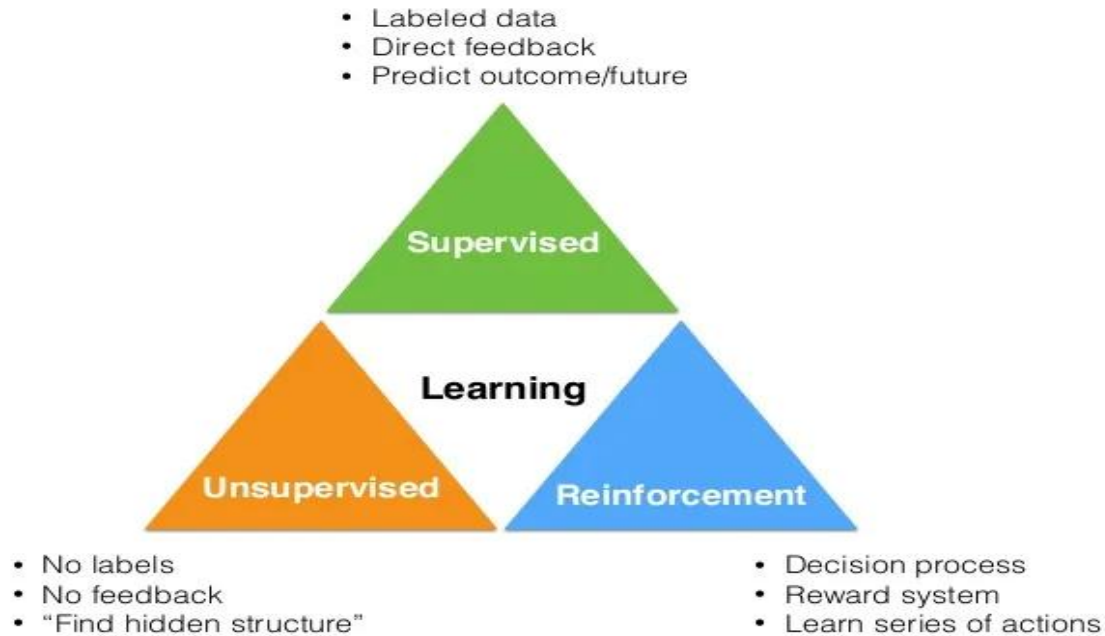 • Labeled data
• Direct feedback
• Predict outcome/future
Supervised
Learning
Unsupervised
Reinforcement
• No labels
• No feedback
• “Find hidden structure”
• Decision process
• Reward system
• Learn series of actions